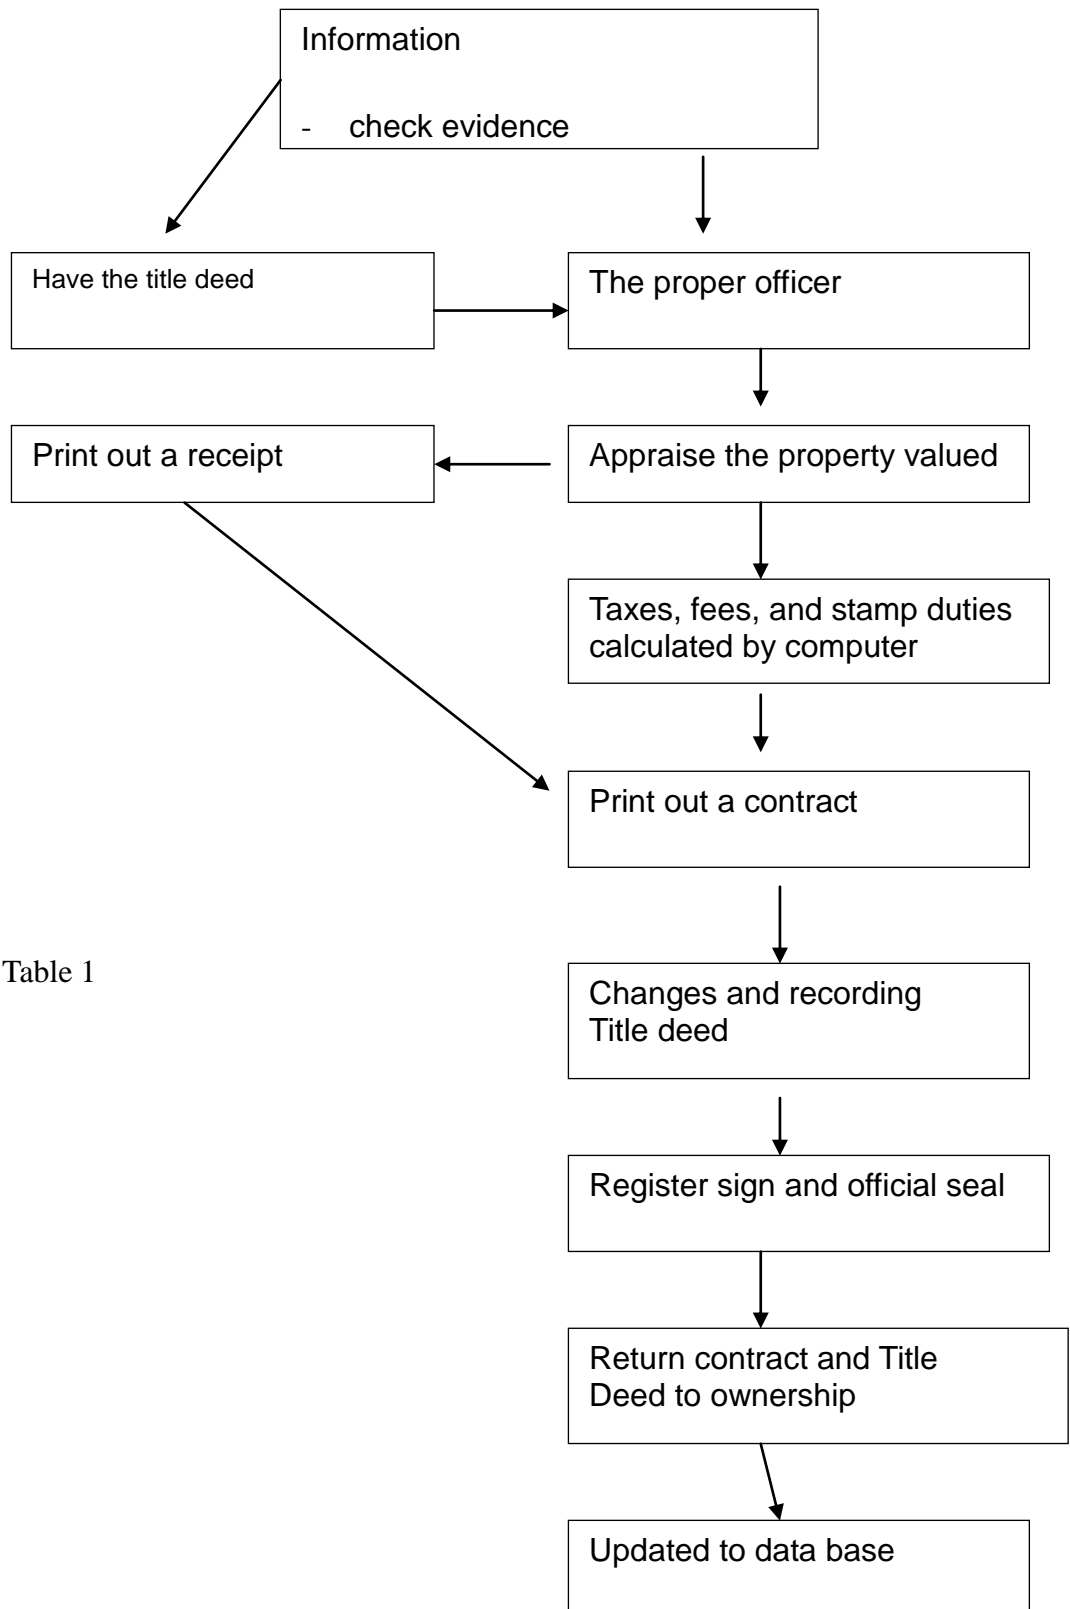 Information
- check evidence
Have the title deed
The proper officer
Print out a receipt
Appraise the property valued
Taxes, fees, and stamp duties
calculated by computer
Print out a contract
Table 1
Changes and recording
Title deed
Register sign and official seal
Return contract and Title
Deed to ownership
Updated to data base